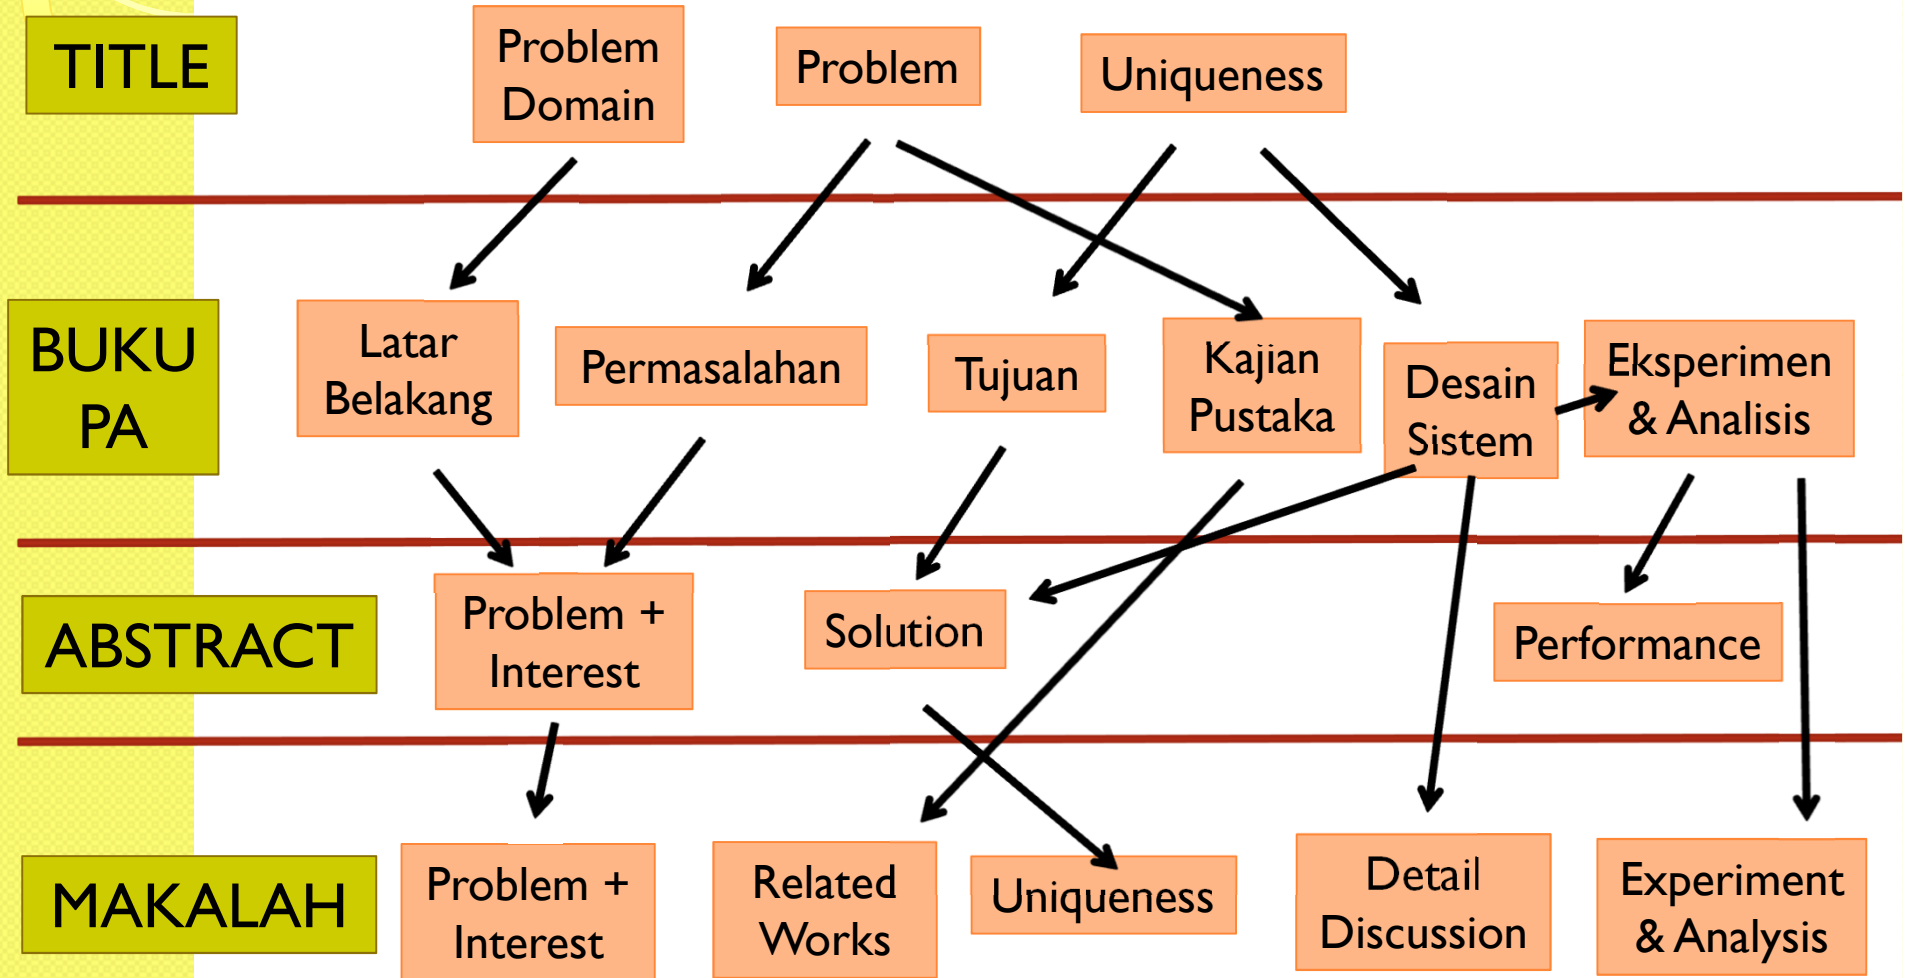 TITLE
Problem
Domain
Problem
Uniqueness
BUKU
PA
Latar
Belakang
Permasalahan
Tujuan
Kajian
Pustaka
Desain
Sistem
Eksperimen
& Analisis
ABSTRACT
Problem +
Interest
Solution
Performance
MAKALAH
Problem +
Interest
Related
Works
Uniqueness
Detail
Discussion
Experiment
& Analysis